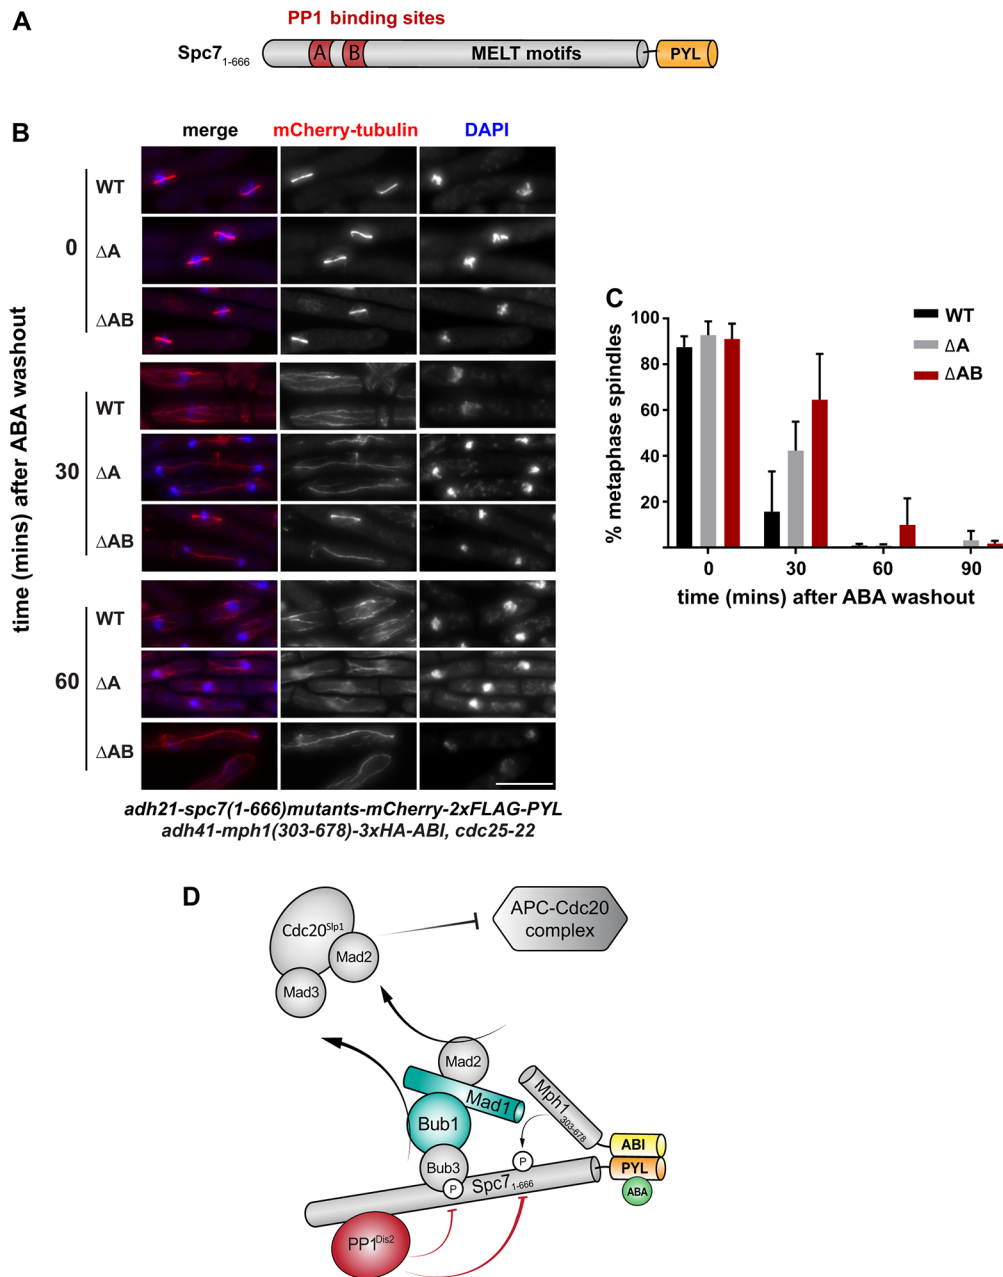 A
PP1 binding sites
Spc7 1-666
A B MELT motifs PYL
B
merge mCherry-tubulin DAPI
time (mins) after ABA washout
0
WT
ΔA
ΔAB
30
WT
ΔA
ΔAB
60
WT
ΔA
ΔAB
adh21-spc7(1-666)mutants-mCherry-2xFLAG-PYL
adh41-mph1(303-678)-3xHA-ABI, cdc25-22
C
% metaphase spindles
100
80
60
40
20
0 30 60 90
time (mins) after ABA washout
WT
ΔA
ΔAB
D
Cdc20Slp1
Mad2
Mad3
APC-Cdc20
complex
Mad2
Mad1
Mph1 303-678
Bub1
ABI
Bub3
P
P
Spc7 1-666
PYL
ABA
PP1Dis2